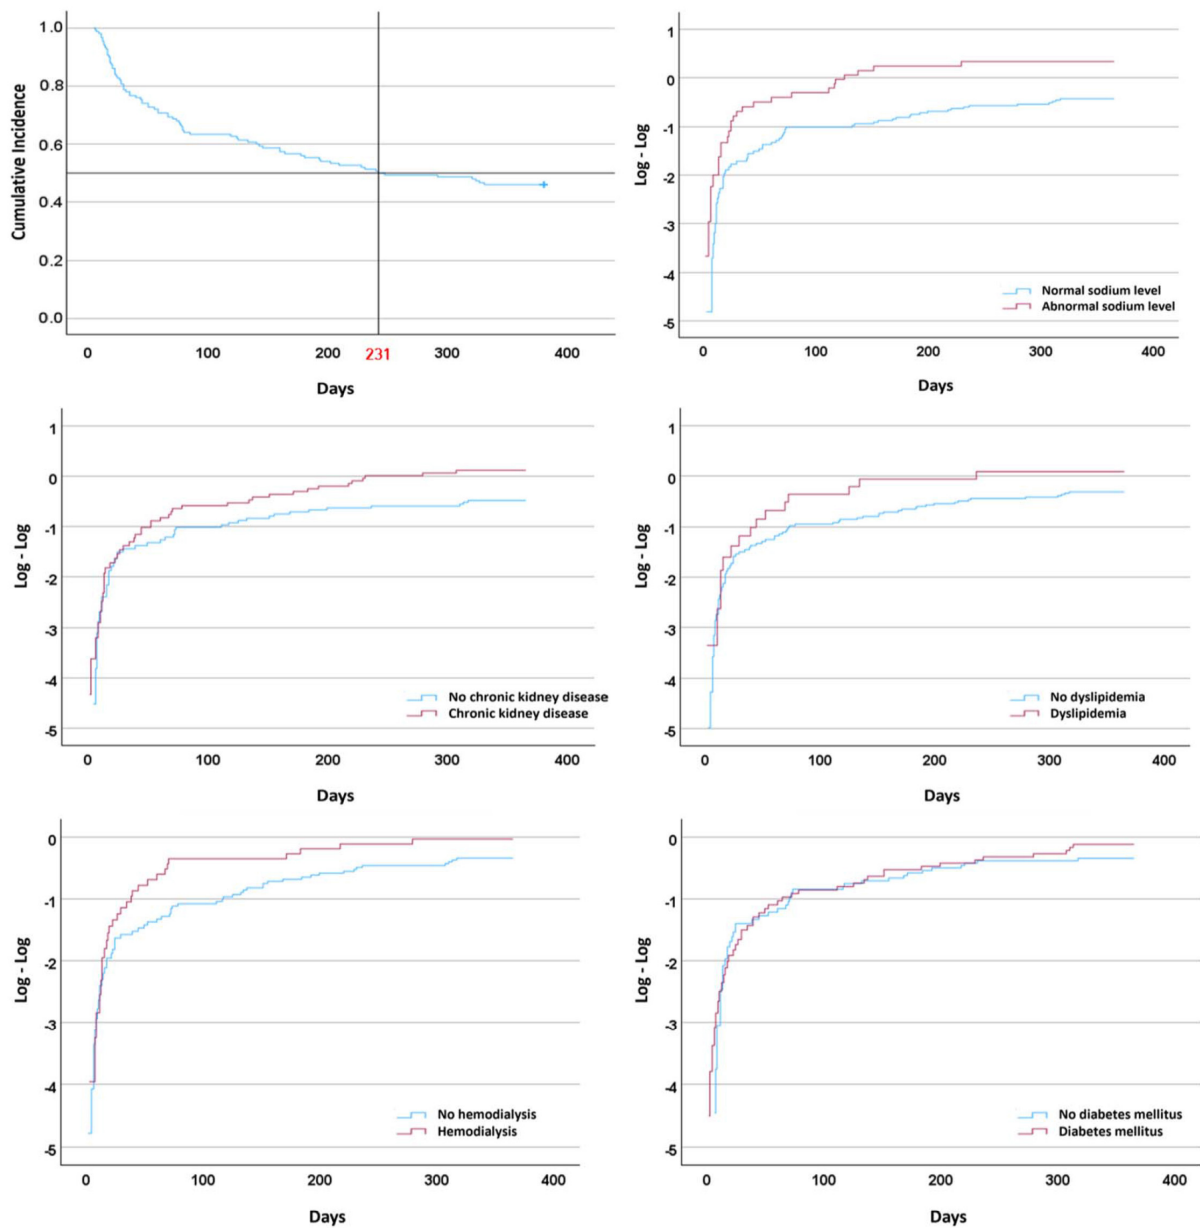 Cumulative Incidence
1.0
0.8
0.6
0.4
0.2
0.0
0 100 200 231 300 400
Days
Log - Log
1
0
-1
-2
-3
-4
-5
Normal sodium level
Abnormal sodium level
0 100 200 300 400
Days
Log - Log
1
0
-1
-2
-3
-4
-5
No chronic kidney disease
Chronic kidney disease
0 100 200 300 400
Days
Log - Log
1
0
-1
-2
-3
-4
-5
No dyslipidemia
Dyslipidemia
0 100 200 300 400
Days
Log - Log
0
-1
-2
-3
-4
-5
No hemodialysis
Hemodialysis
0 100 200 300 400
Days
Log - Log
0
-1
-2
-3
-4
-5
No diabetes mellitus
Diabetes mellitus
0 100 200 300 400
Days